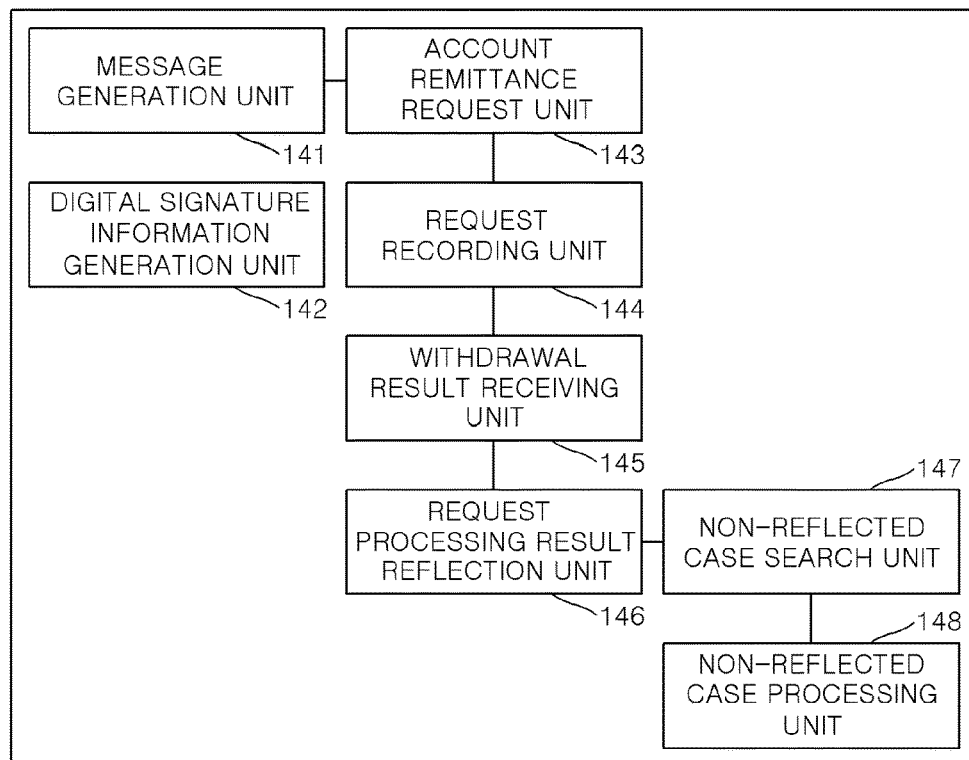 MESSAGE
GENERATION UNIT
141
ACCOUNT
REMITTANCE
REQUEST UNIT
143
DIGITAL SIGNATURE
INFORMATION
GENERATION UNIT
142
REQUEST
RECORDING UNIT
144
WITHDRAWAL
RESULT RECEIVING
UNIT
145
REQUEST
PROCESSING RESULT
REFLECTION UNIT
146
147
NON-REFLECTED
CASE SEARCH UNIT
148
NON-REFLECTED
CASE PROCESSING
UNIT